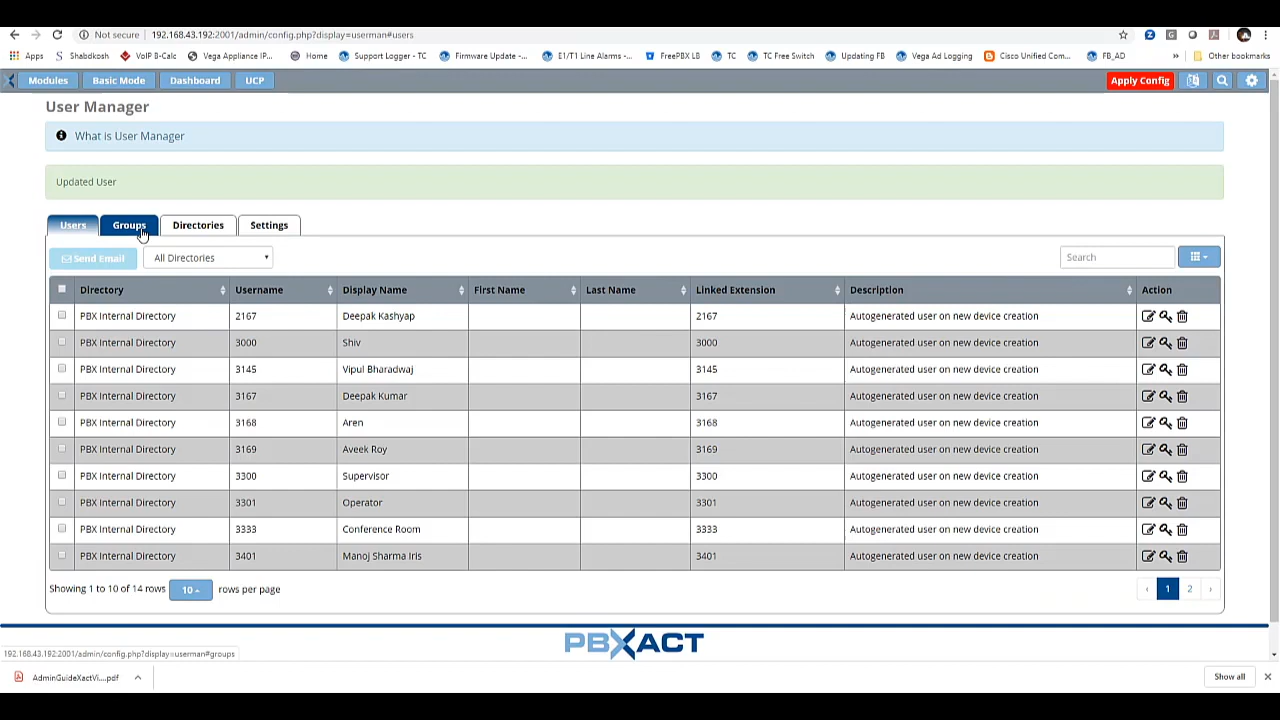 Not secure | 192.168.43.192:2001/admin/config.php?display=userman#users
Apps Shabdkosh VoIP B-Calc Vega Appliance IP... Home Support Logger - TC Firmware Update -... E1/T1 Line Alarms -... FreePBX LB TC TC Free Switch Updating FB Vega Ad Logging Cisco Unified Com... FB_AD » Other bookmarks
Modules Basic Mode Dashboard UCP Apply Config
User Manager
What is User Manager
Updated User
Users Groups Directories Settings
Send Email All Directories Search
Directory Username Display Name First Name Last Name Linked Extension Description Action
PBX Internal Directory 2167 Deepak Kashyap 2167 Autogenerated user on new device creation
PBX Internal Directory 3000 Shiv 3000 Autogenerated user on new device creation
PBX Internal Directory 3145 Vipul Bharadwaj 3145 Autogenerated user on new device creation
PBX Internal Directory 3167 Deepak Kumar 3167 Autogenerated user on new device creation
PBX Internal Directory 3168 Aren 3168 Autogenerated user on new device creation
PBX Internal Directory 3169 Aveek Roy 3169 Autogenerated user on new device creation
PBX Internal Directory 3300 Supervisor 3300 Autogenerated user on new device creation
PBX Internal Directory 3301 Operator 3301 Autogenerated user on new device creation
PBX Internal Directory 3333 Conference Room 3333 Autogenerated user on new device creation
PBX Internal Directory 3401 Manoj Sharma Iris 3401 Autogenerated user on new device creation
Showing 1 to 10 of 14 rows 10 rows per page ‹ 1 2 ›
PBXACT
192.168.43.192:2001/admin/config.php?display=userman#groups
AdminGuideXactVi....pdf Show all